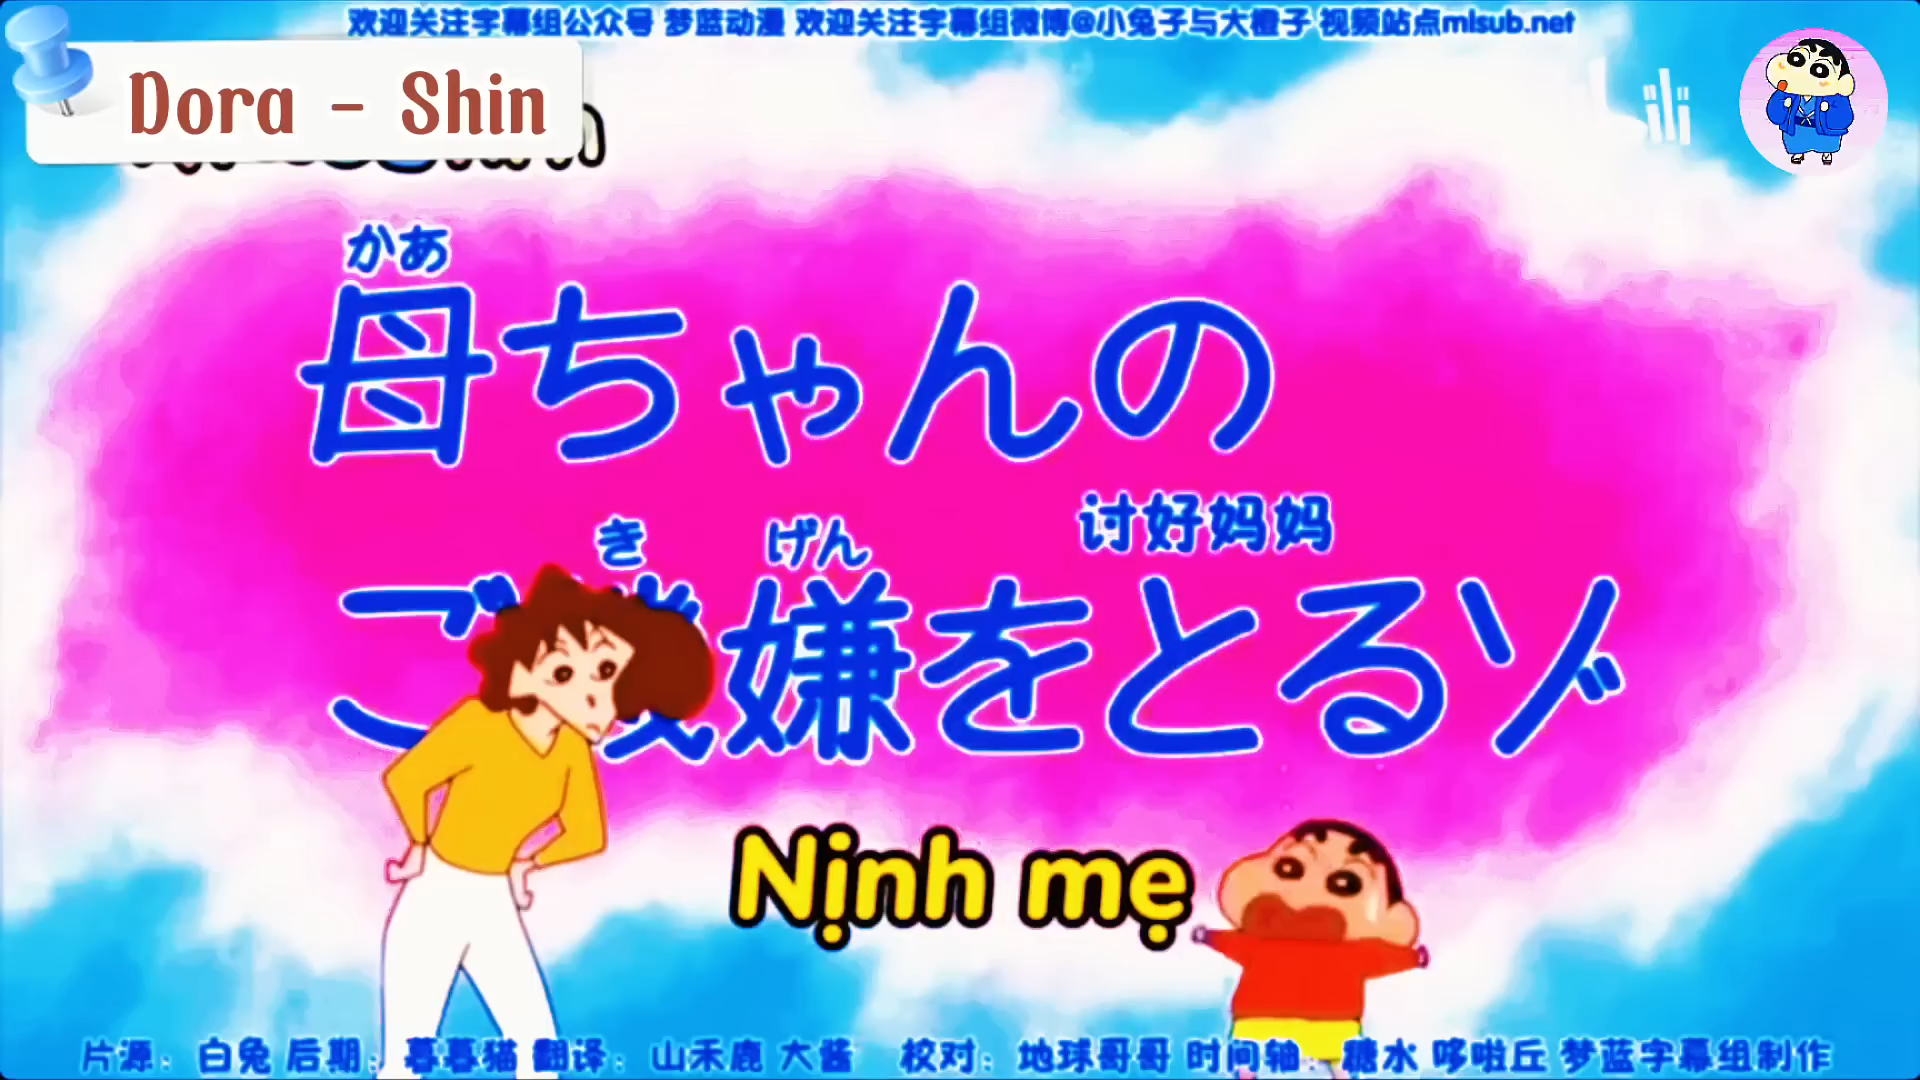 欢迎关注字幕组公众号 梦蓝动漫 欢迎关注字幕组微博@小兔子与大橙子 视频站点mlsub.net
Dora - Shin
かあ
母ちゃんの
讨好妈妈
き げん
ご機嫌をとるゾ
Nịnh mẹ
片源：白兔 后期：暮暮猫 翻译：山禾鹿 大酱 校对：地球哥哥 时间轴：糖水 哆啦丘 梦蓝字幕组制作